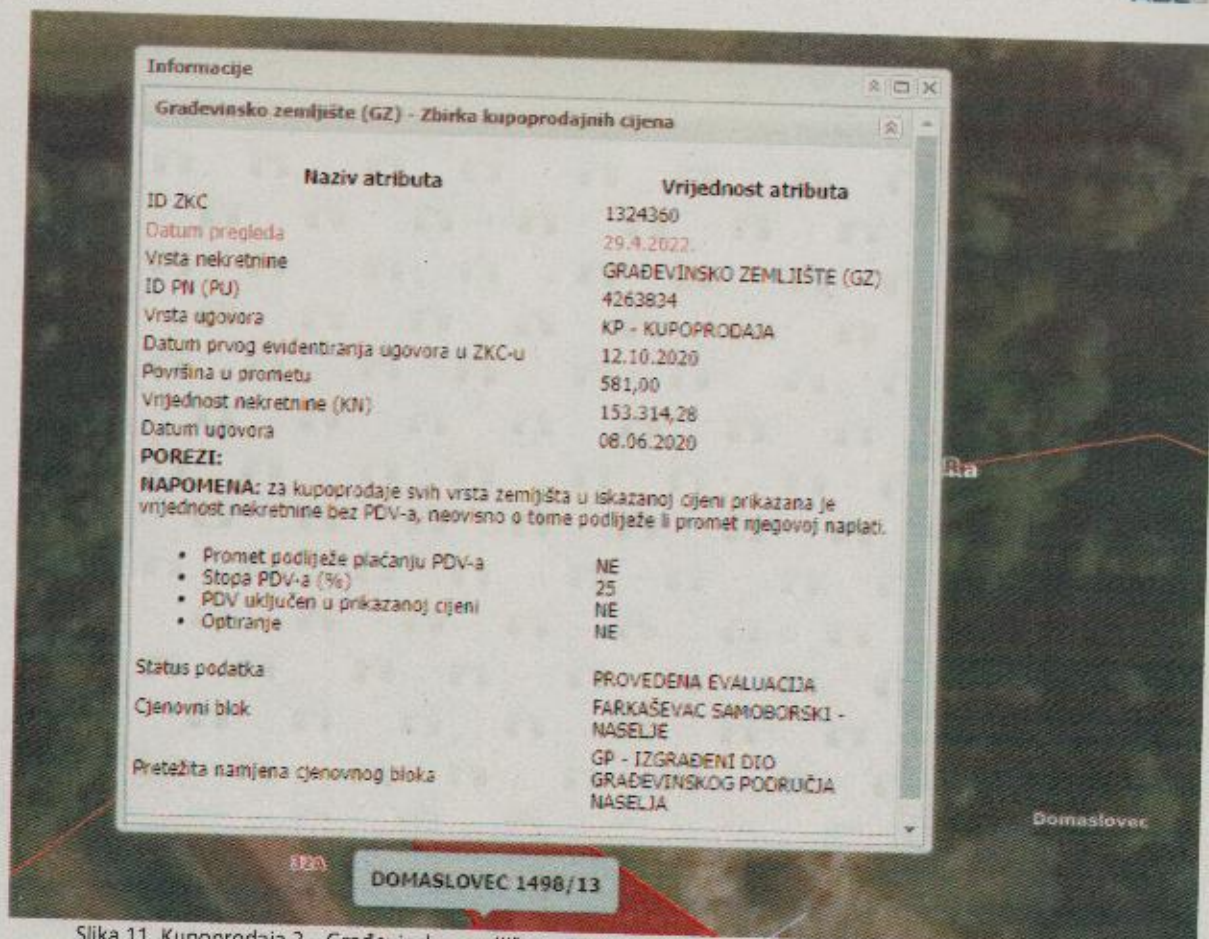 Informacije
Građevinsko zemljište (GZ) - Zbirka kupoprodajnih cijena
Naziv atributa Vrijednost atributa
ID ZKC 1324360
Datum pregleda 29.4.2022.
Vrsta nekretnine GRAĐEVINSKO ZEMLJIŠTE (GZ)
ID PN (PU) 4263834
Vrsta ugovora KP - KUPOPRODAJA
Datum prvog evidentiranja ugovora u ZKC-u 12.10.2020
Površina u prometu 581,00
Vrijednost nekretnine (KN) 153.314,28
Datum ugovora 08.06.2020
POREZI:
NAPOMENA: za kupoprodaje svih vrsta zemljišta u iskazanoj cijeni prikazana je
vrijednost nekretnine bez PDV-a, neovisno o tome podliježe li promet njegovoj naplati.
• Promet podliježe plaćanju PDV-a NE
• Stopa PDV-a (%) 25
• PDV uključen u prikazanoj cijeni NE
• Optiranje NE
Status podatka PROVEDENA EVALUACIJA
Cjenovni blok FARKAŠEVAC SAMOBORSKI -
NASELJE
Pretežita namjena cjenovnog bloka GP - IZGRAĐENI DIO
GRAĐEVINSKOG PODRUČJA
NASELJA
Domaslovec
32A
DOMASLOVEC 1498/13
Slika 11. Kupoprodaja 2